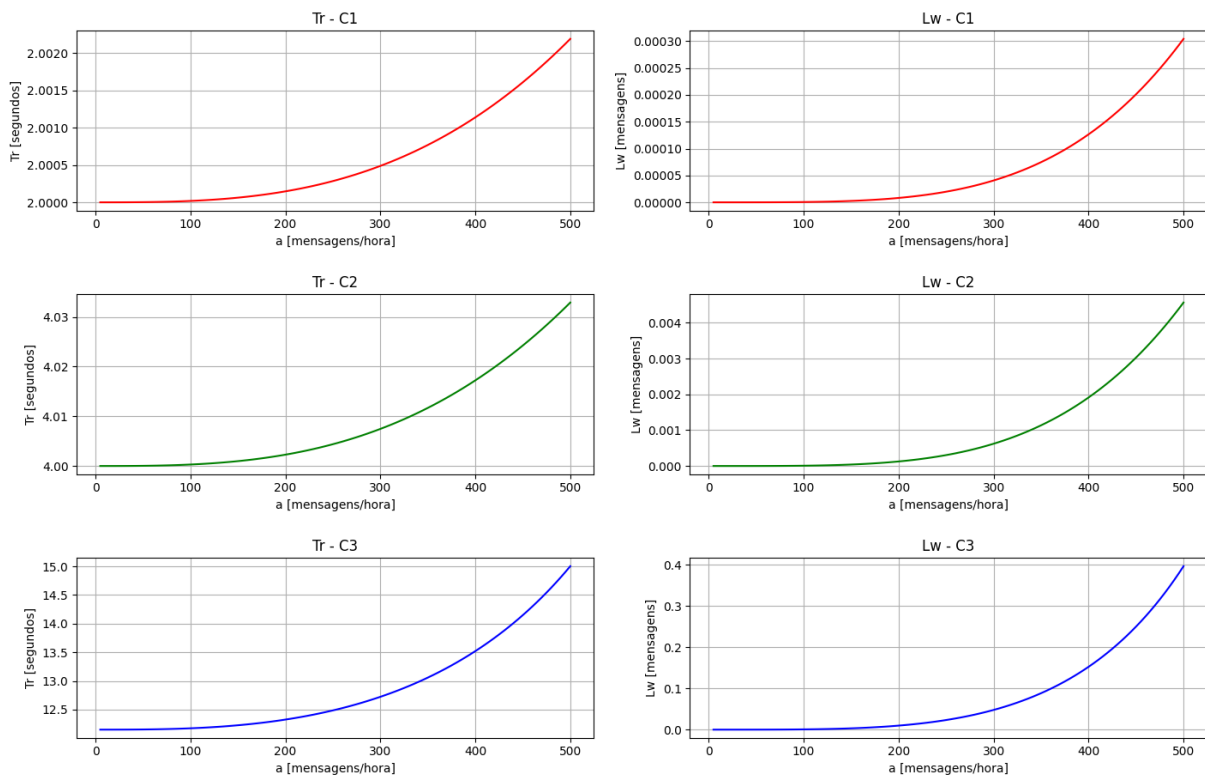 Tr - C1
Tr [segundos]
2.0020
2.0015
2.0010
2.0005
2.0000
0 100 200 300 400 500
a [mensagens/hora]
Lw - C1
Lw [mensagens]
0.00030
0.00025
0.00020
0.00015
0.00010
0.00005
0.00000
0 100 200 300 400 500
a [mensagens/hora]
Tr - C2
Tr [segundos]
4.03
4.02
4.01
4.00
0 100 200 300 400 500
a [mensagens/hora]
Lw - C2
Lw [mensagens]
0.004
0.003
0.002
0.001
0.000
0 100 200 300 400 500
a [mensagens/hora]
Tr - C3
Tr [segundos]
15.0
14.5
14.0
13.5
13.0
12.5
0 100 200 300 400 500
a [mensagens/hora]
Lw - C3
Lw [mensagens]
0.4
0.3
0.2
0.1
0.0
0 100 200 300 400 500
a [mensagens/hora]